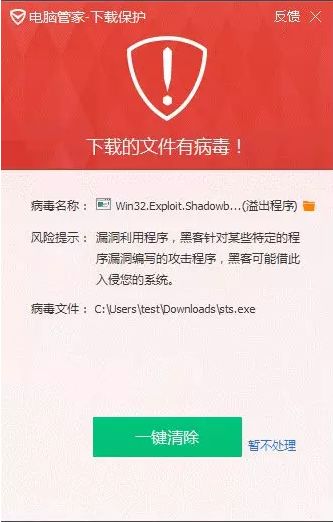 电脑管家-下载保护 反馈
下载的文件有病毒！
病毒名称： Win32.Exploit.Shadowb...(溢出程序)
风险提示： 漏洞利用程序，黑客针对某些特定的程
序漏洞编写的攻击程序，黑客可能借此
入侵您的系统。
病毒文件： C:\Users\test\Downloads\sts.exe
一键清除 暂不处理